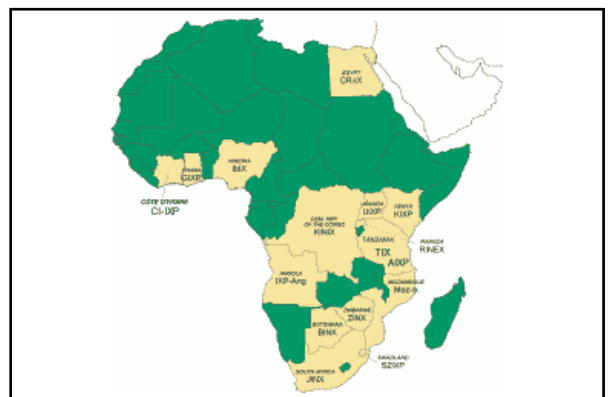 EGYPT
CR-IX
NIGERIA
IBIX
GHANA
GIXP
CÔTE D'IVOIRE
CI-IXP
DEM. REP
OF THE CONGO
KINIX
UGANDA
UIXP
KENYA
KIXP
RWANDA
RINEX
TANZANIA
TIX
AIXP
ANGOLA
IXP-Ang
MOZAMBIQUE
Moz-ix
ZIMBABWE
ZINX
BOTSWANA
BINX
SWAZILAND
SZIXP
SOUTH AFRICA
JINX